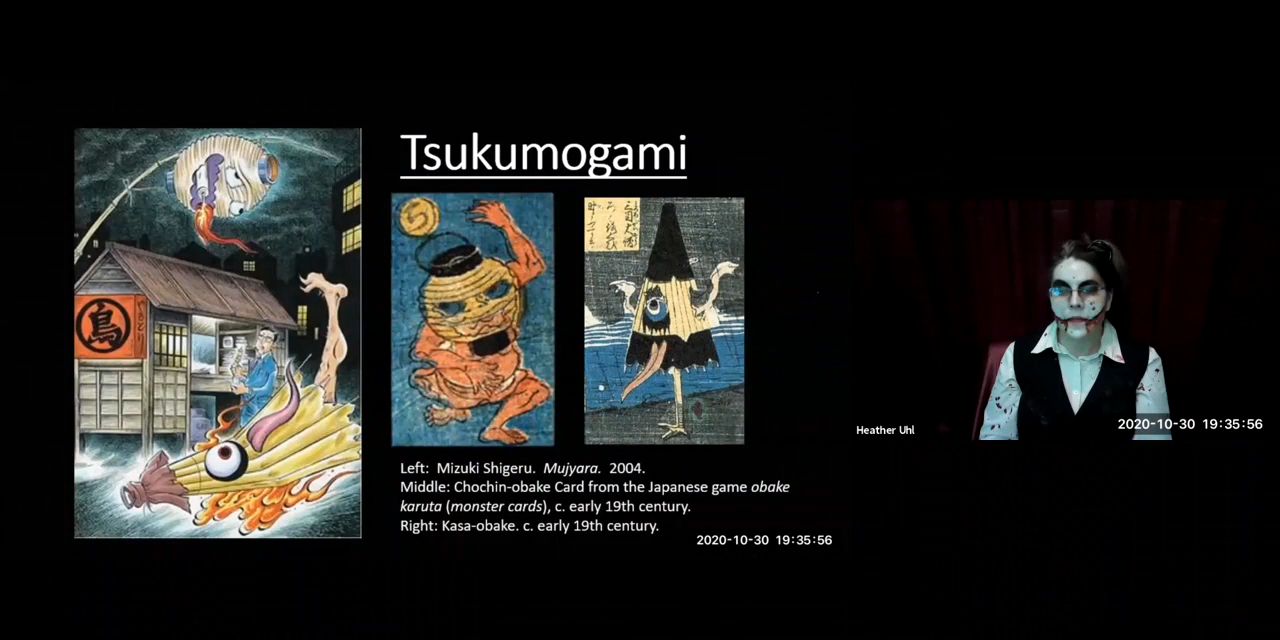 Tsukumogami
鳥
Left: Mizuki Shigeru. Mujyara. 2004.
Middle: Chochin-obake Card from the Japanese game obake
karuta (monster cards), c. early 19th century.
Right: Kasa-obake. c. early 19th century.
2020-10-30 19:35:56
Heather Uhl
2020-10-30 19:35:56